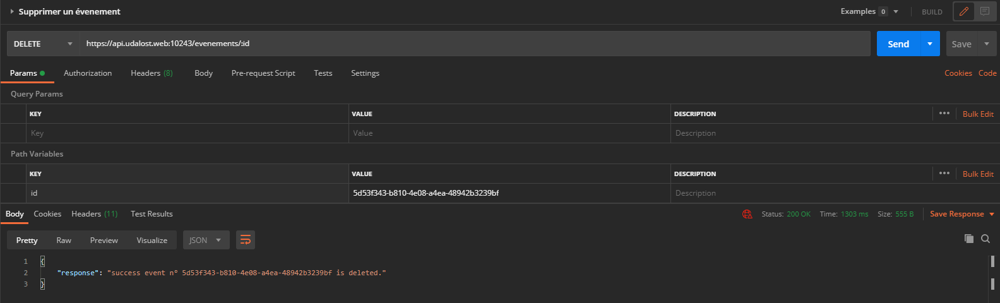 Supprimer un évenement Examples 0 BUILD
DELETE https://api.udalost.web:10243/evenements/:id Send Save
Params Authorization Headers (8) Body Pre-request Script Tests Settings Cookies Code
Query Params
KEY VALUE DESCRIPTION ••• Bulk Edit
Key Value Description
Path Variables
KEY VALUE DESCRIPTION ••• Bulk Edit
id 5d53f343-b810-4e08-a4ea-48942b3239bf Description
Body Cookies Headers (11) Test Results Status: 200 OK Time: 1303 ms Size: 555 B Save Response
Pretty Raw Preview Visualize JSON
1 {
2 "response": "success event n° 5d53f343-b810-4e08-a4ea-48942b3239bf is deleted."
3 }